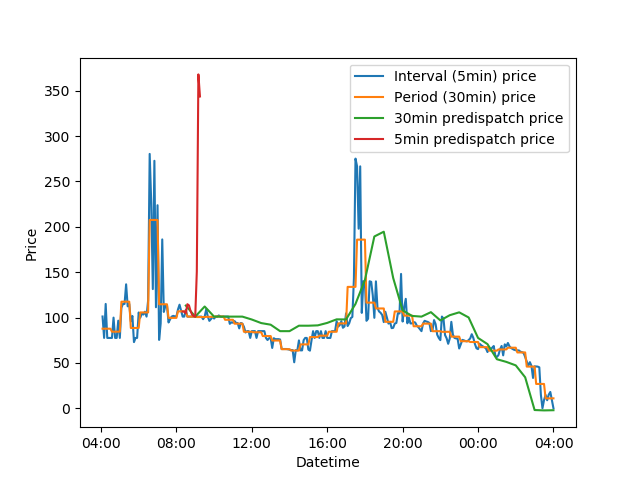 Interval (5min) price
Period (30min) price
30min predispatch price
5min predispatch price
350
300
250
200
150
100
50
0
Price
04:00 08:00 12:00 16:00 20:00 00:00 04:00
Datetime